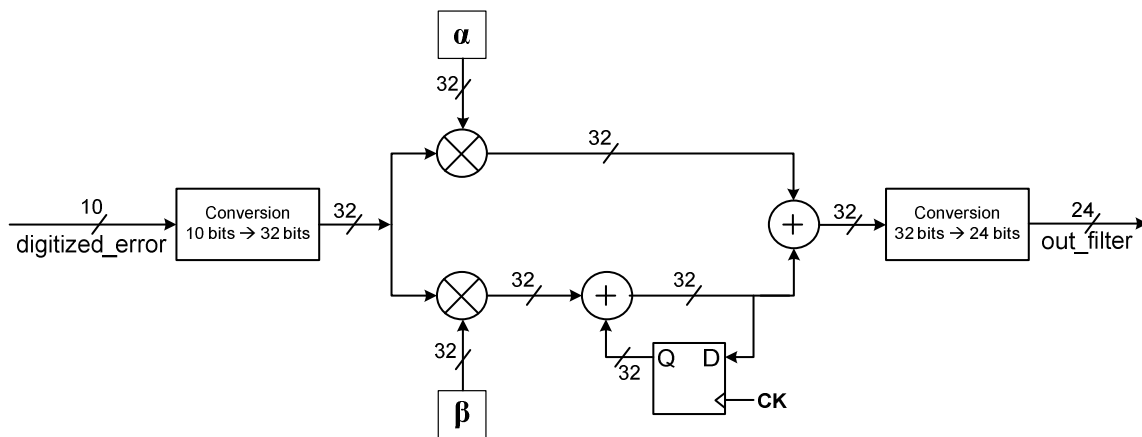 α
32
32
10
digitized_error
Conversion
10 bits → 32 bits
32
32
Conversion
32 bits → 24 bits
24
out_filter
32
32
32
32
Q D
CK
β